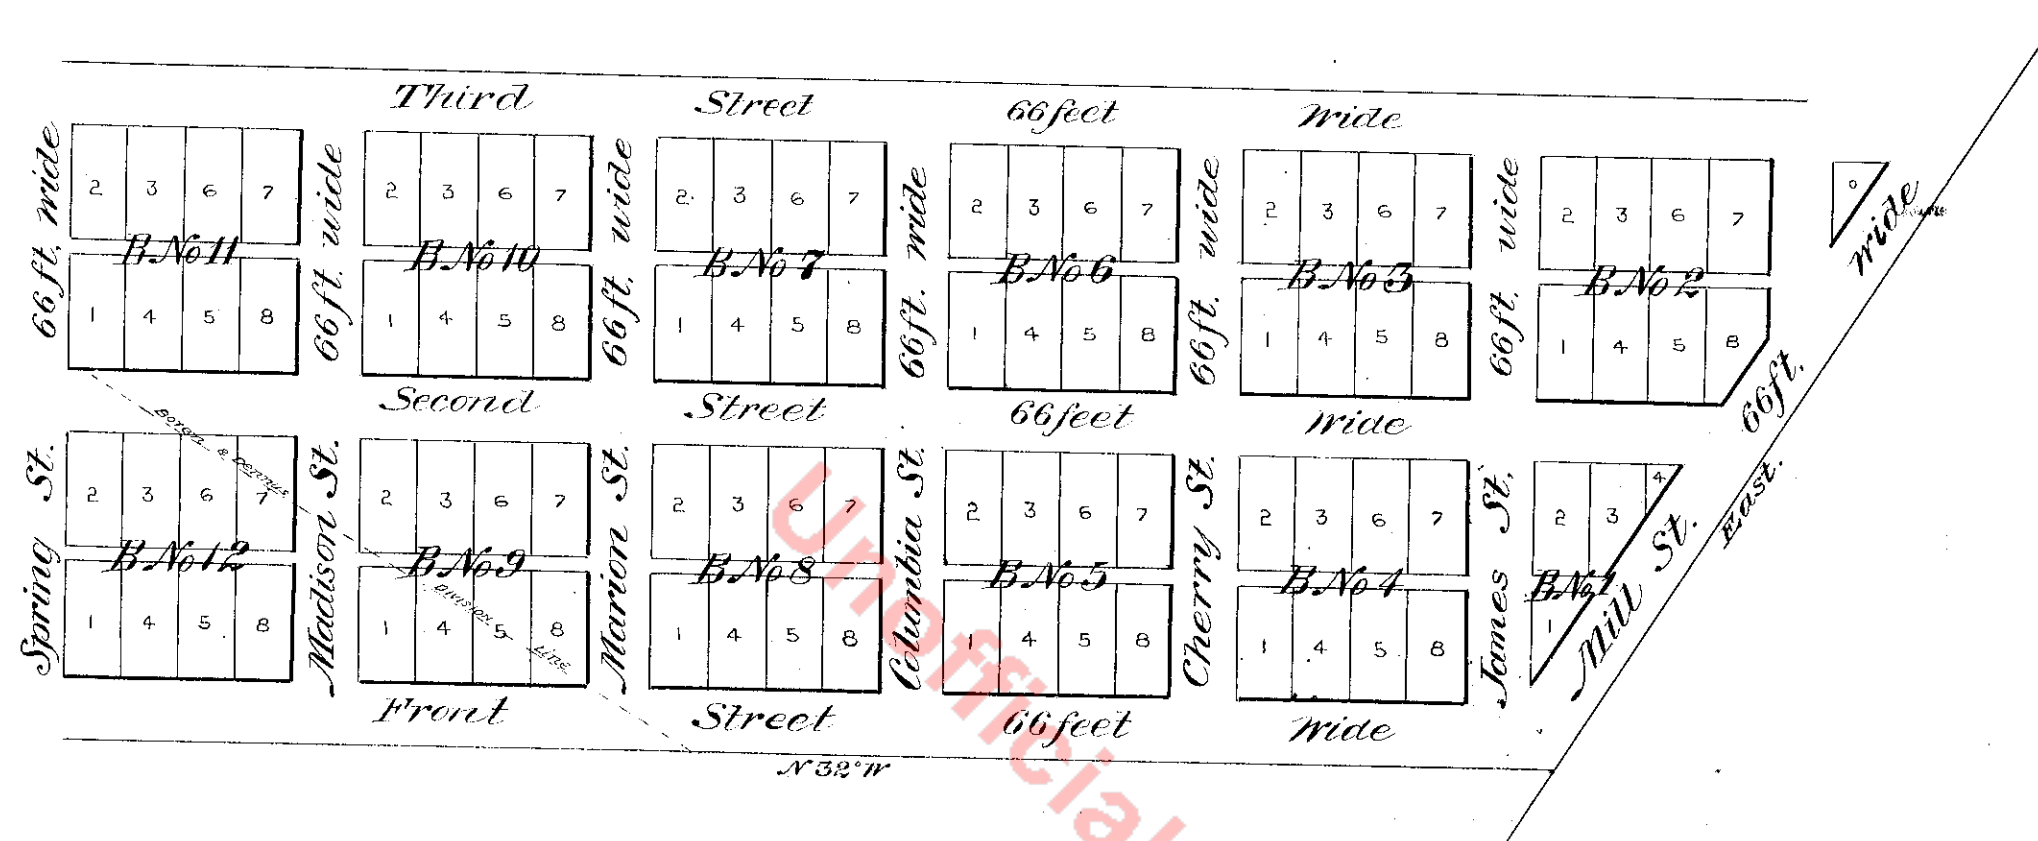 Third Street 66 feet Wide
66 ft. wide
66 ft. wide
66 ft. wide
66 ft. wide
66 ft. wide
66 ft. wide
2 3 6 7
2 3 6 7
2 3 6 7
2 3 6 7
2 3 6 7
2 3 6 7
0
B. No 11
B. No 10
B. No 7
B. No 6
B. No 3
B. No 2
1 4 5 8
1 4 5 8
1 4 5 8
1 4 5 8
1 4 5 8
1 4 5 8
Second Street 66 feet Wide
Spring St.
Madison St.
Marion St.
Columbia St.
Cherry St.
James St.
Mill St. 66 ft. wide
East.
2 3 6 7
2 3 6 7
2 3 6 7
2 3 6 7
2 3 6 7
2 3 4
B. No 12
B. No 9
B. No 8
B. No 5
B. No 4
B. No 1
1 4 5 8
1 4 5 8
1 4 5 8
1 4 5 8
1 4 5 8
1
BOREN & DENNYS DIVISION LINE
Front Street 66 feet Wide
N 32° W
Unofficial